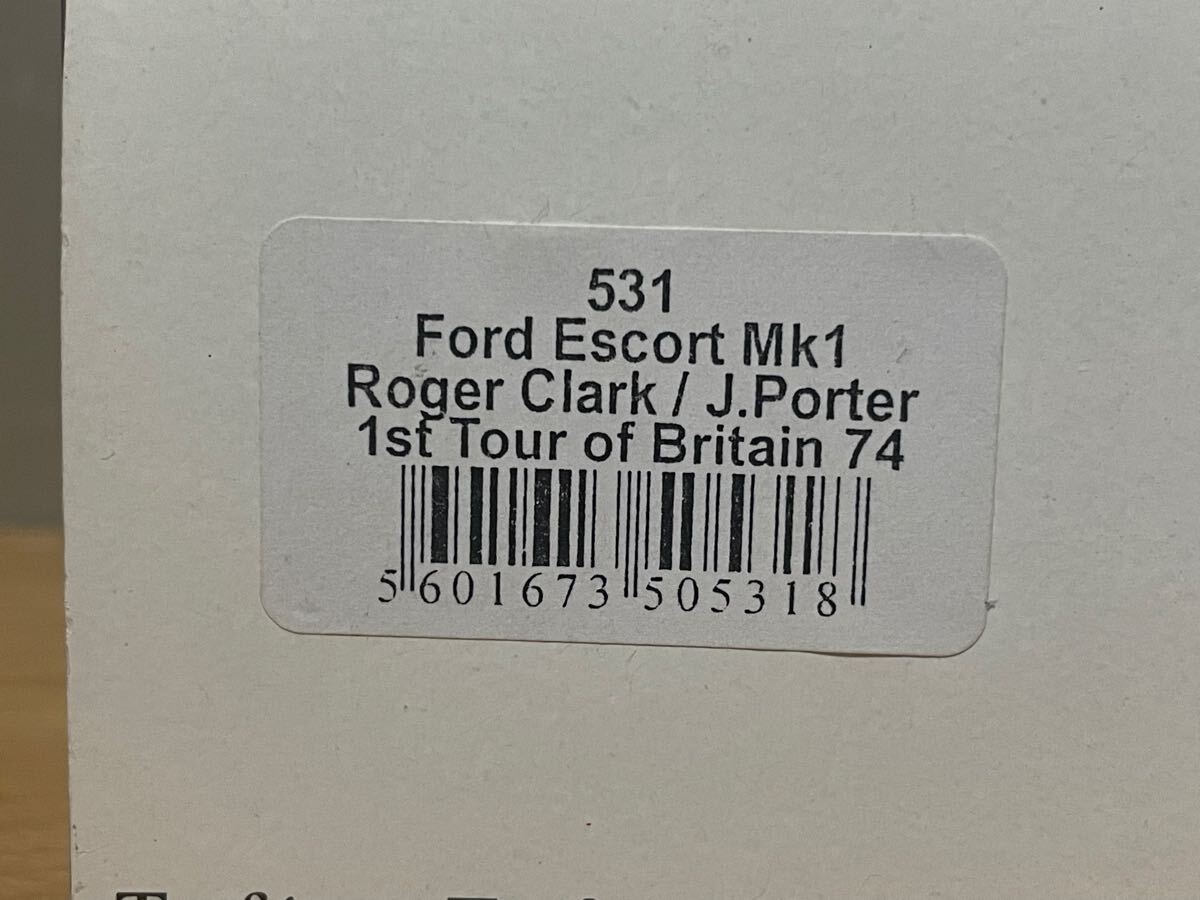 531
Ford Escort Mk1
Roger Clark / J.Porter
1st Tour of Britain 74
5 601673 505318